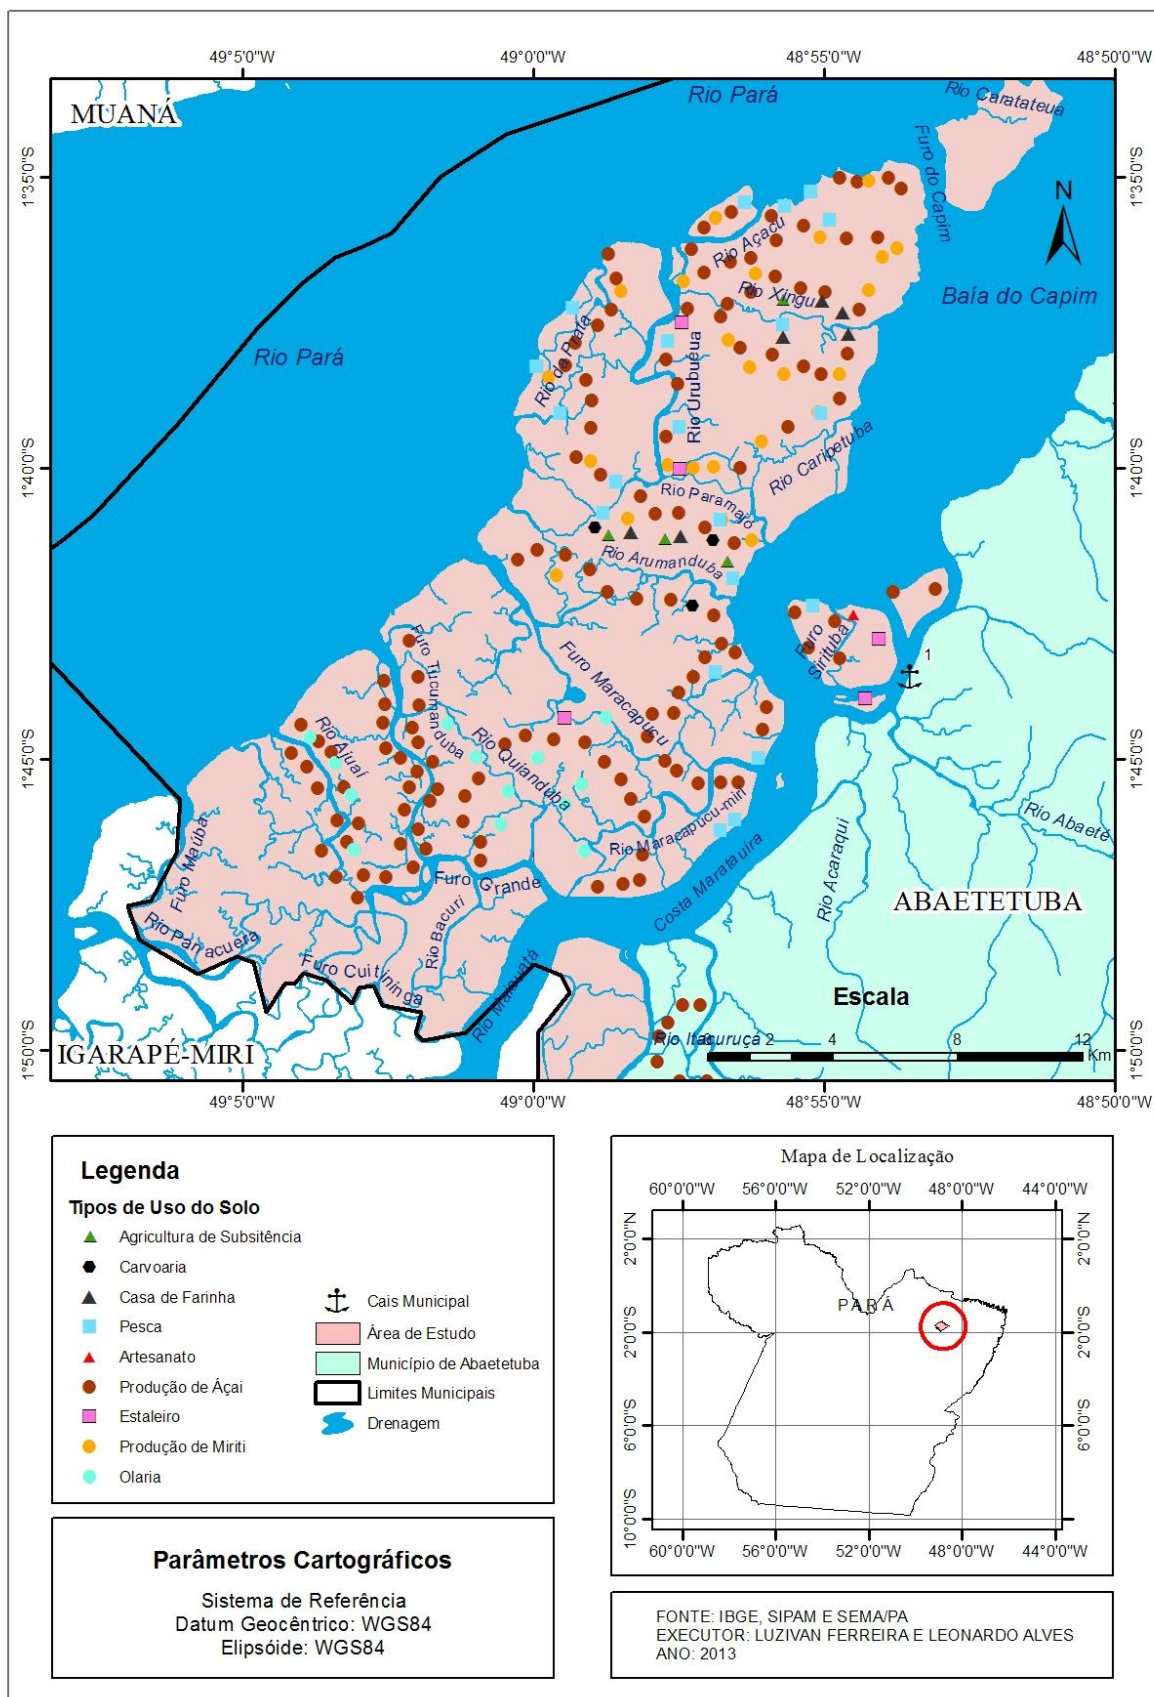 49°5'0"W
49°0'0"W
48°55'0"W
48°50'0"W
MUANÁ
Rio Pará
Rio Caratateua
Furo do Capim
1°35'0"S
1°35'0"S
N
Rio Açacu
Rio Xingu
Baía do Capim
Rio Pará
Rio da Prata
Rio Urubueua
Rio Caripetuba
1°40'0"S
1°40'0"S
Rio Paramajó
Rio Arumanduba
Furo Sirituba
1
Furo Tucumanduba
Furo Maracapucu
Rio Ajuaí
Rio Quianduba
1°45'0"S
1°45'0"S
Rio Abaeté
Rio Maracapucu-miri
Rio Acaraqui
Furo Maúba
Furo Grande
Costa Maratauíra
ABAETETUBA
Rio Panacuera
Rio Bacuri
Furo Cuitininga
Rio Marauatá
Escala
IGARAPÉ-MIRI
Rio Itacuruçá
0 2 4 8 12
Km
1°50'0"S
1°50'0"S
49°5'0"W
49°0'0"W
48°55'0"W
48°50'0"W
Legenda
Tipos de Uso do Solo
Agricultura de Subsitência
Carvoaria
Casa de Farinha
Pesca
Artesanato
Produção de Áçai
Estaleiro
Produção de Miriti
Olaria
Cais Municipal
Área de Estudo
Município de Abaetetuba
Limites Municipais
Drenagem
Mapa de Localização
60°0'0"W 56°0'0"W 52°0'0"W 48°0'0"W 44°0'0"W
2°0'0"N
2°0'0"N
PARÁ
2°0'0"S
2°0'0"S
6°0'0"S
6°0'0"S
10°0'0"S
10°0'0"S
60°0'0"W 56°0'0"W 52°0'0"W 48°0'0"W 44°0'0"W
Parâmetros Cartográficos
Sistema de Referência
Datum Geocêntrico: WGS84
Elipsóide: WGS84
FONTE: IBGE, SIPAM E SEMA/PA
EXECUTOR: LUZIVAN FERREIRA E LEONARDO ALVES
ANO: 2013